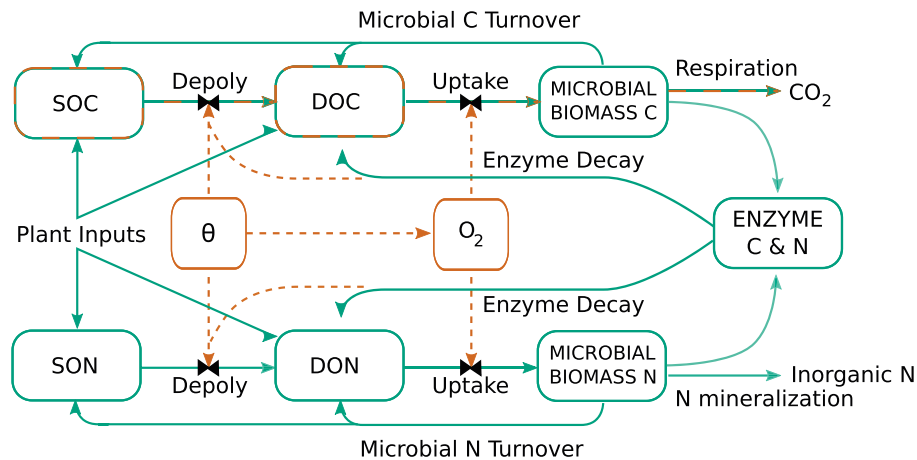 Microbial C Turnover
Depoly
Uptake
Respiration
SOC
DOC
MICROBIAL
BIOMASS C
CO2
Enzyme Decay
Plant Inputs
θ
O2
ENZYME
C & N
Enzyme Decay
SON
DON
MICROBIAL
BIOMASS N
Depoly
Uptake
Inorganic N
N mineralization
Microbial N Turnover